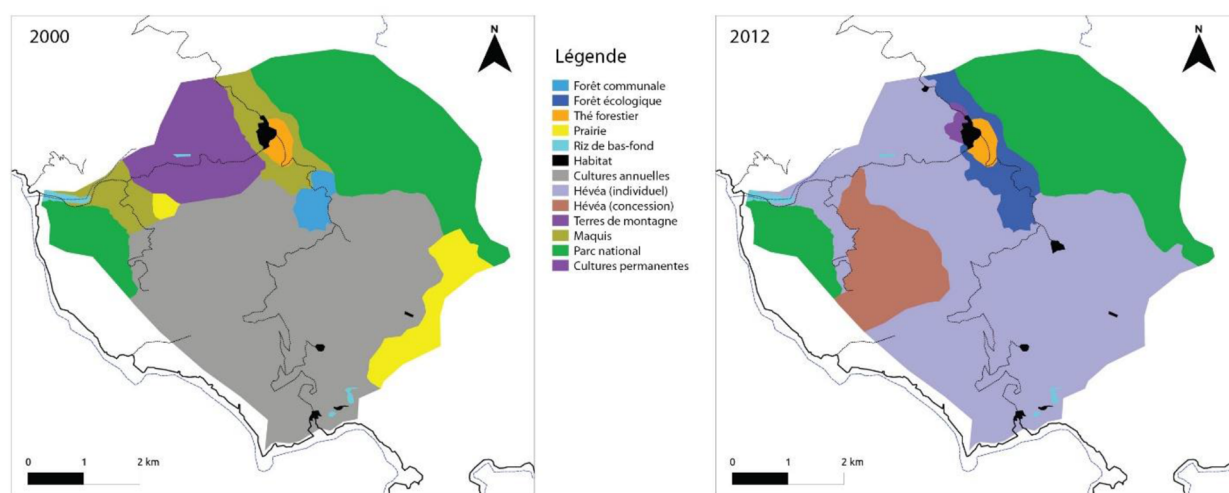 2000
N
0 1 2 km
Légende
Forêt communale
Forêt écologique
Thé forestier
Prairie
Riz de bas-fond
Habitat
Cultures annuelles
Hévéa (individuel)
Hévéa (concession)
Terres de montagne
Maquis
Parc national
Cultures permanentes
2012
N
0 1 2 km